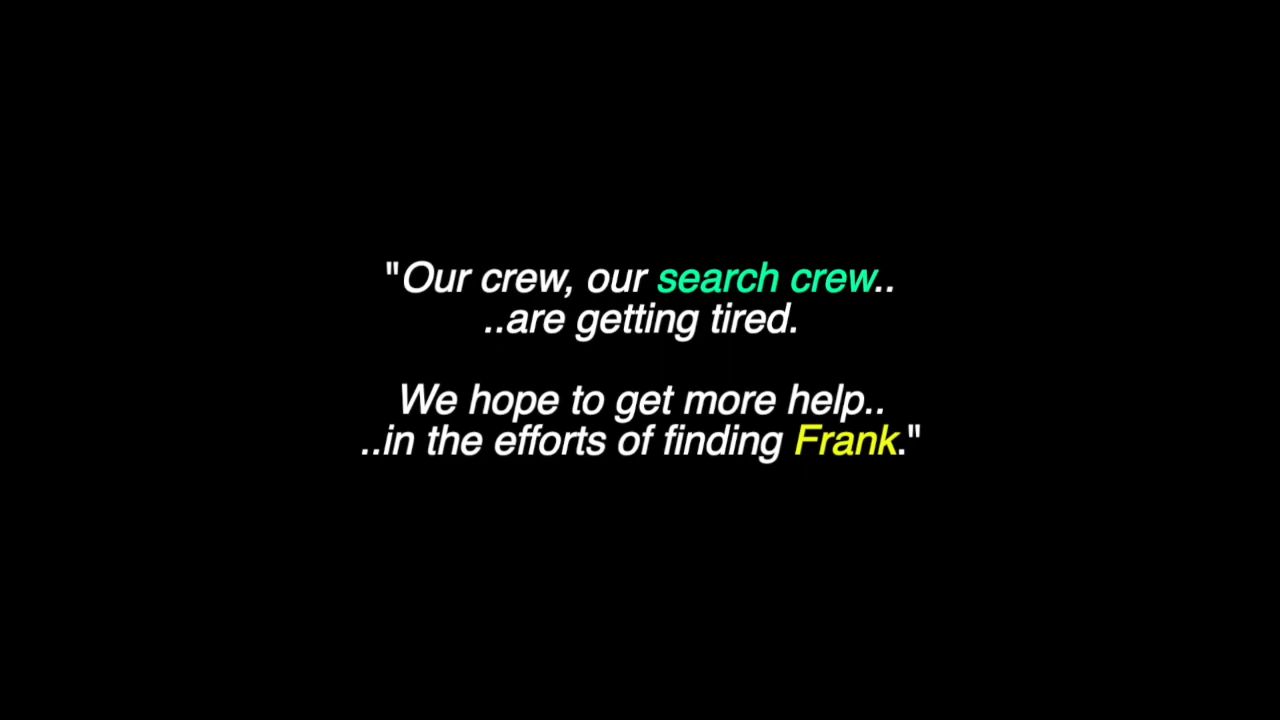 "Our crew, our search crew..
..are getting tired.
We hope to get more help..
..in the efforts of finding Frank."